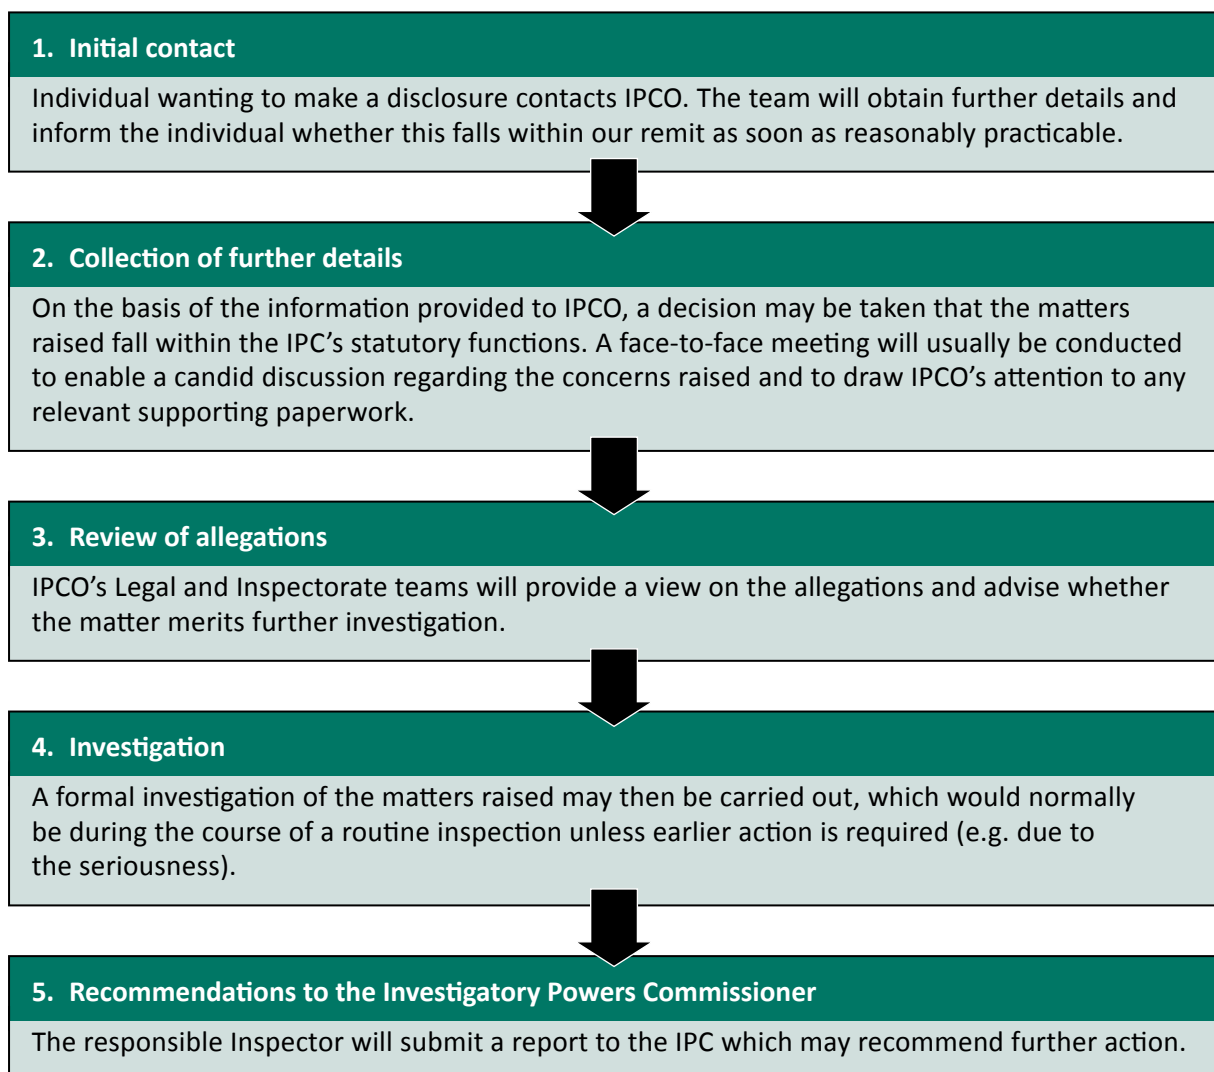 1. Initial contact
Individual wanting to make a disclosure contacts IPCO. The team will obtain further details and
inform the individual whether this falls within our remit as soon as reasonably practicable.
2. Collection of further details
On the basis of the information provided to IPCO, a decision may be taken that the matters
raised fall within the IPC’s statutory functions. A face-to-face meeting will usually be conducted
to enable a candid discussion regarding the concerns raised and to draw IPCO’s attention to any
relevant supporting paperwork.
3. Review of allegations
IPCO’s Legal and Inspectorate teams will provide a view on the allegations and advise whether
the matter merits further investigation.
4. Investigation
A formal investigation of the matters raised may then be carried out, which would normally
be during the course of a routine inspection unless earlier action is required (e.g. due to
the seriousness).
5. Recommendations to the Investigatory Powers Commissioner
The responsible Inspector will submit a report to the IPC which may recommend further action.